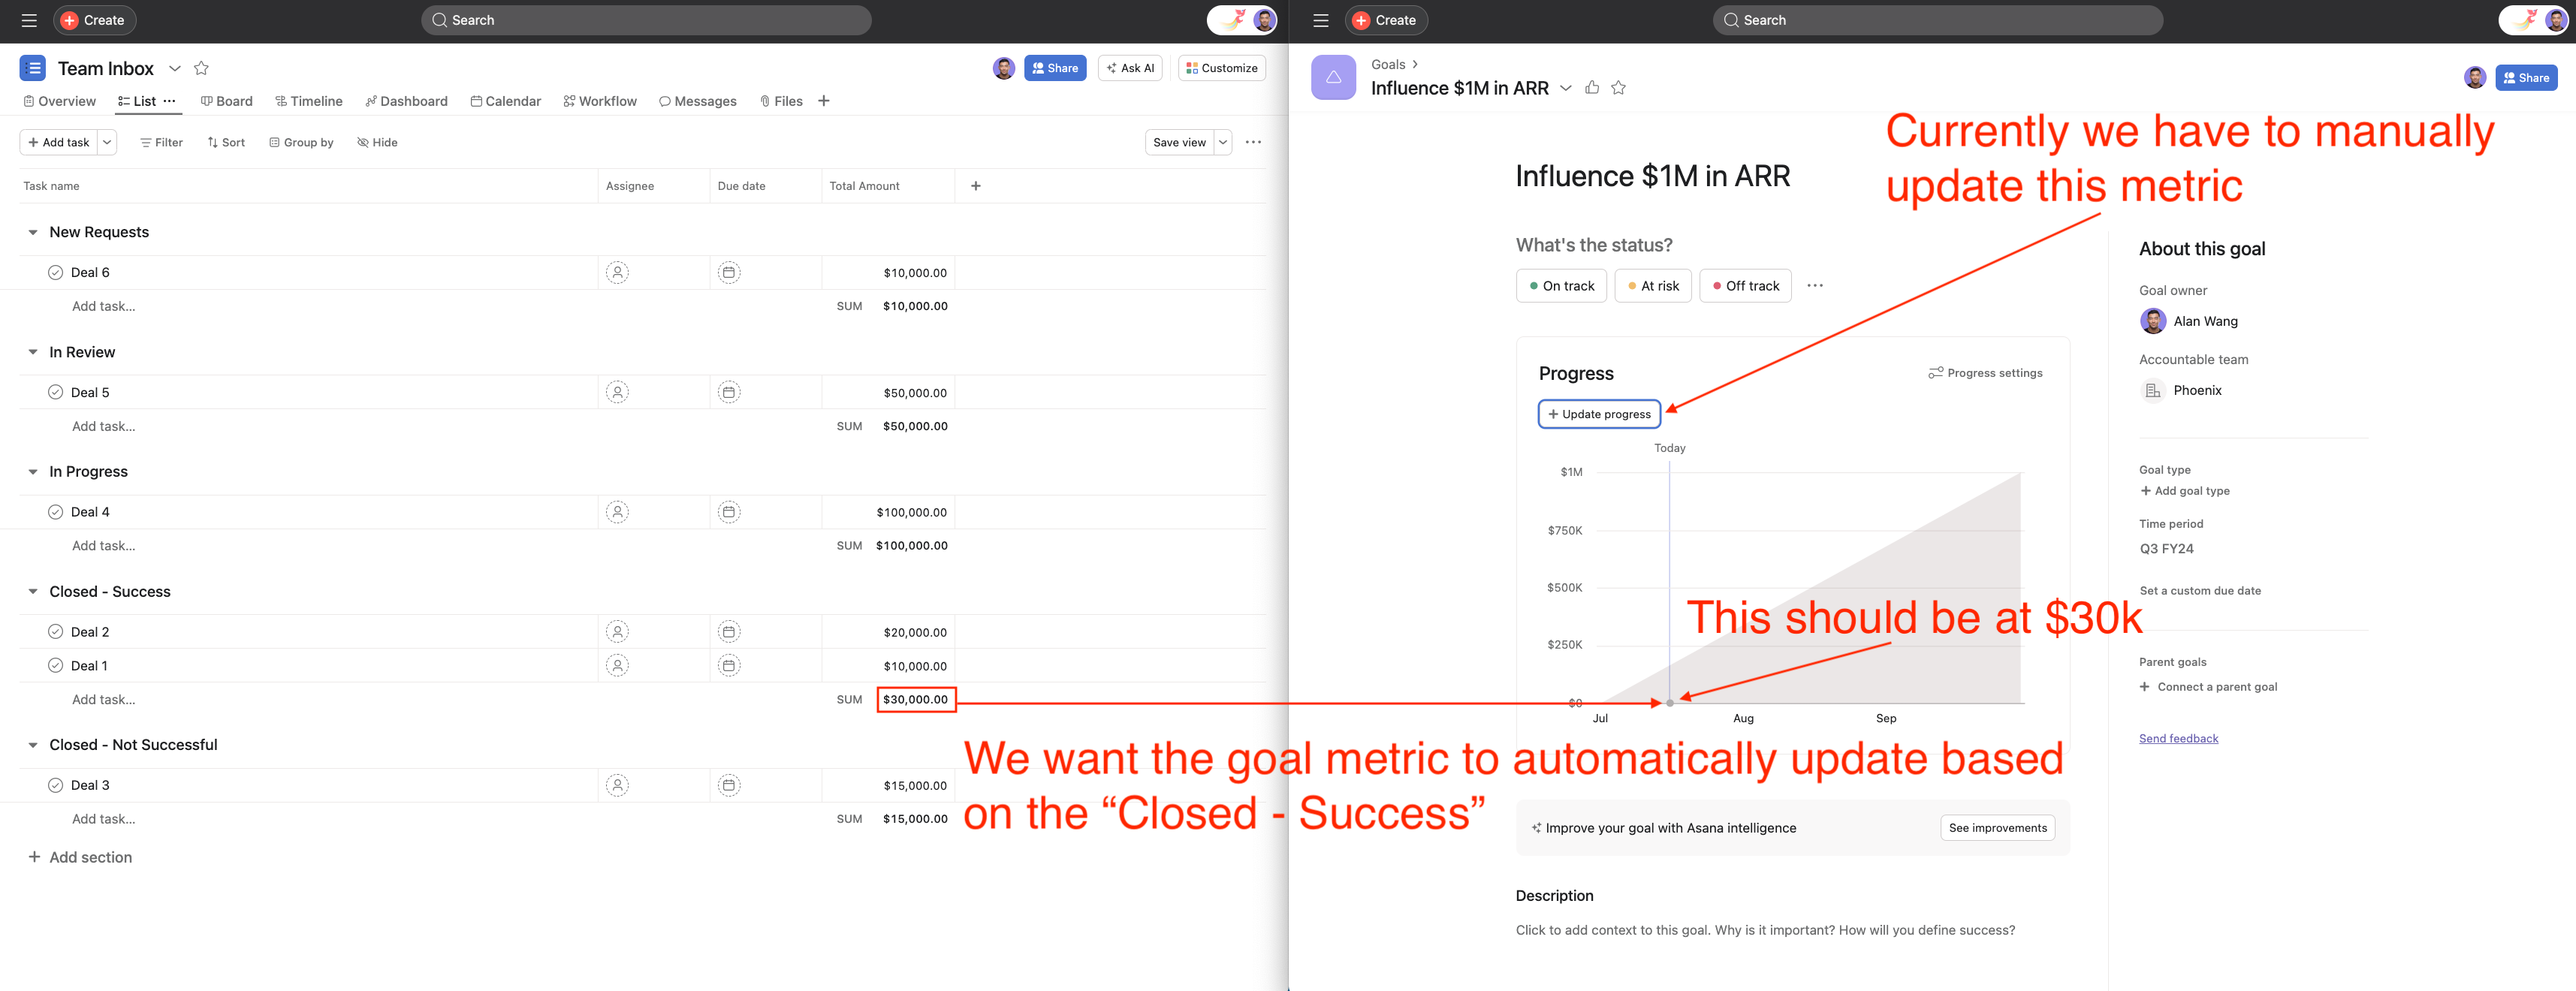 Create
Search
Team Inbox
Share
Ask AI
Customize
Overview
List
Board
Timeline
Dashboard
Calendar
Workflow
Messages
Files
Add task
Filter
Sort
Group by
Hide
Save view
Task name
Assignee
Due date
Total Amount
New Requests
Deal 6
$10,000.00
Add task...
SUM $10,000.00
In Review
Deal 5
$50,000.00
Add task...
SUM $50,000.00
In Progress
Deal 4
$100,000.00
Add task...
SUM $100,000.00
Closed - Success
Deal 2
$20,000.00
Deal 1
$10,000.00
Add task...
SUM $30,000.00
Closed - Not Successful
Deal 3
$15,000.00
Add task...
SUM $15,000.00
Add section
We want the goal metric to automatically update based
on the “Closed - Success”
Create
Search
Goals
Influence $1M in ARR
Share
Currently we have to manually
update this metric
Influence $1M in ARR
What's the status?
On track
At risk
Off track
Progress
Progress settings
Update progress
Today
$1M
$750K
$500K
$250K
$0
Jul
Aug
Sep
This should be at $30k
Improve your goal with Asana intelligence
See improvements
Description
Click to add context to this goal. Why is it important? How will you define success?
About this goal
Goal owner
Alan Wang
Accountable team
Phoenix
Goal type
Add goal type
Time period
Q3 FY24
Set a custom due date
Parent goals
Connect a parent goal
Send feedback